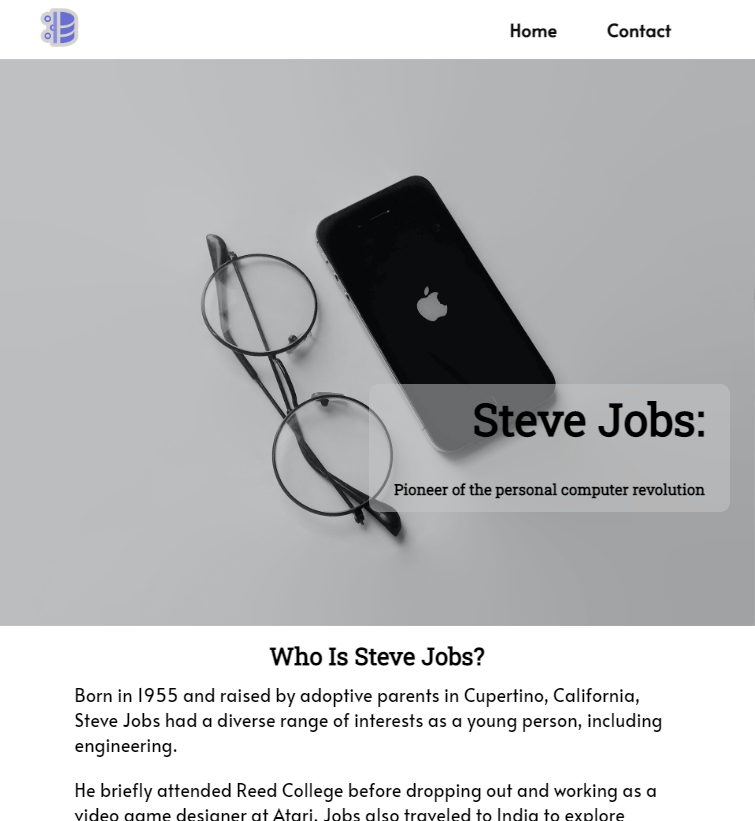 Home Contact
Steve Jobs:
Pioneer of the personal computer revolution
Who Is Steve Jobs?
Born in 1955 and raised by adoptive parents in Cupertino, California,
Steve Jobs had a diverse range of interests as a young person, including
engineering.
He briefly attended Reed College before dropping out and working as a
video game designer at Atari. Jobs also traveled to India to explore